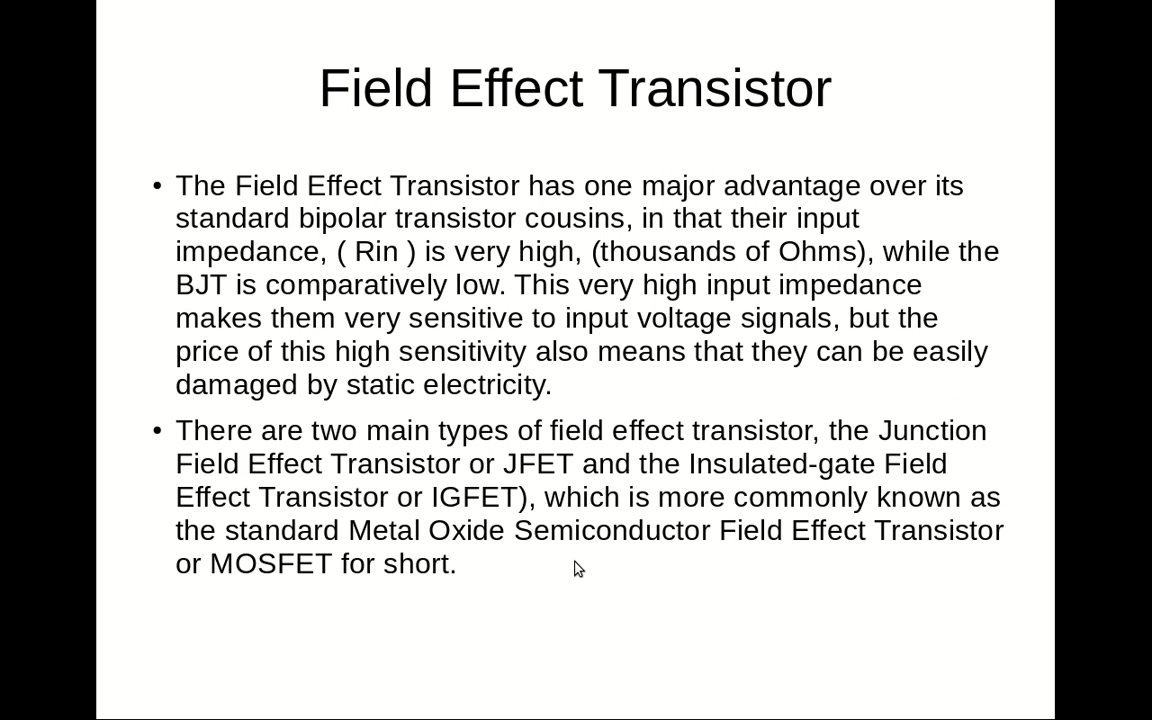 Field Effect Transistor
• The Field Effect Transistor has one major advantage over its
standard bipolar transistor cousins, in that their input
impedance, ( Rin ) is very high, (thousands of Ohms), while the
BJT is comparatively low. This very high input impedance
makes them very sensitive to input voltage signals, but the
price of this high sensitivity also means that they can be easily
damaged by static electricity.
• There are two main types of field effect transistor, the Junction
Field Effect Transistor or JFET and the Insulated-gate Field
Effect Transistor or IGFET), which is more commonly known as
the standard Metal Oxide Semiconductor Field Effect Transistor
or MOSFET for short.